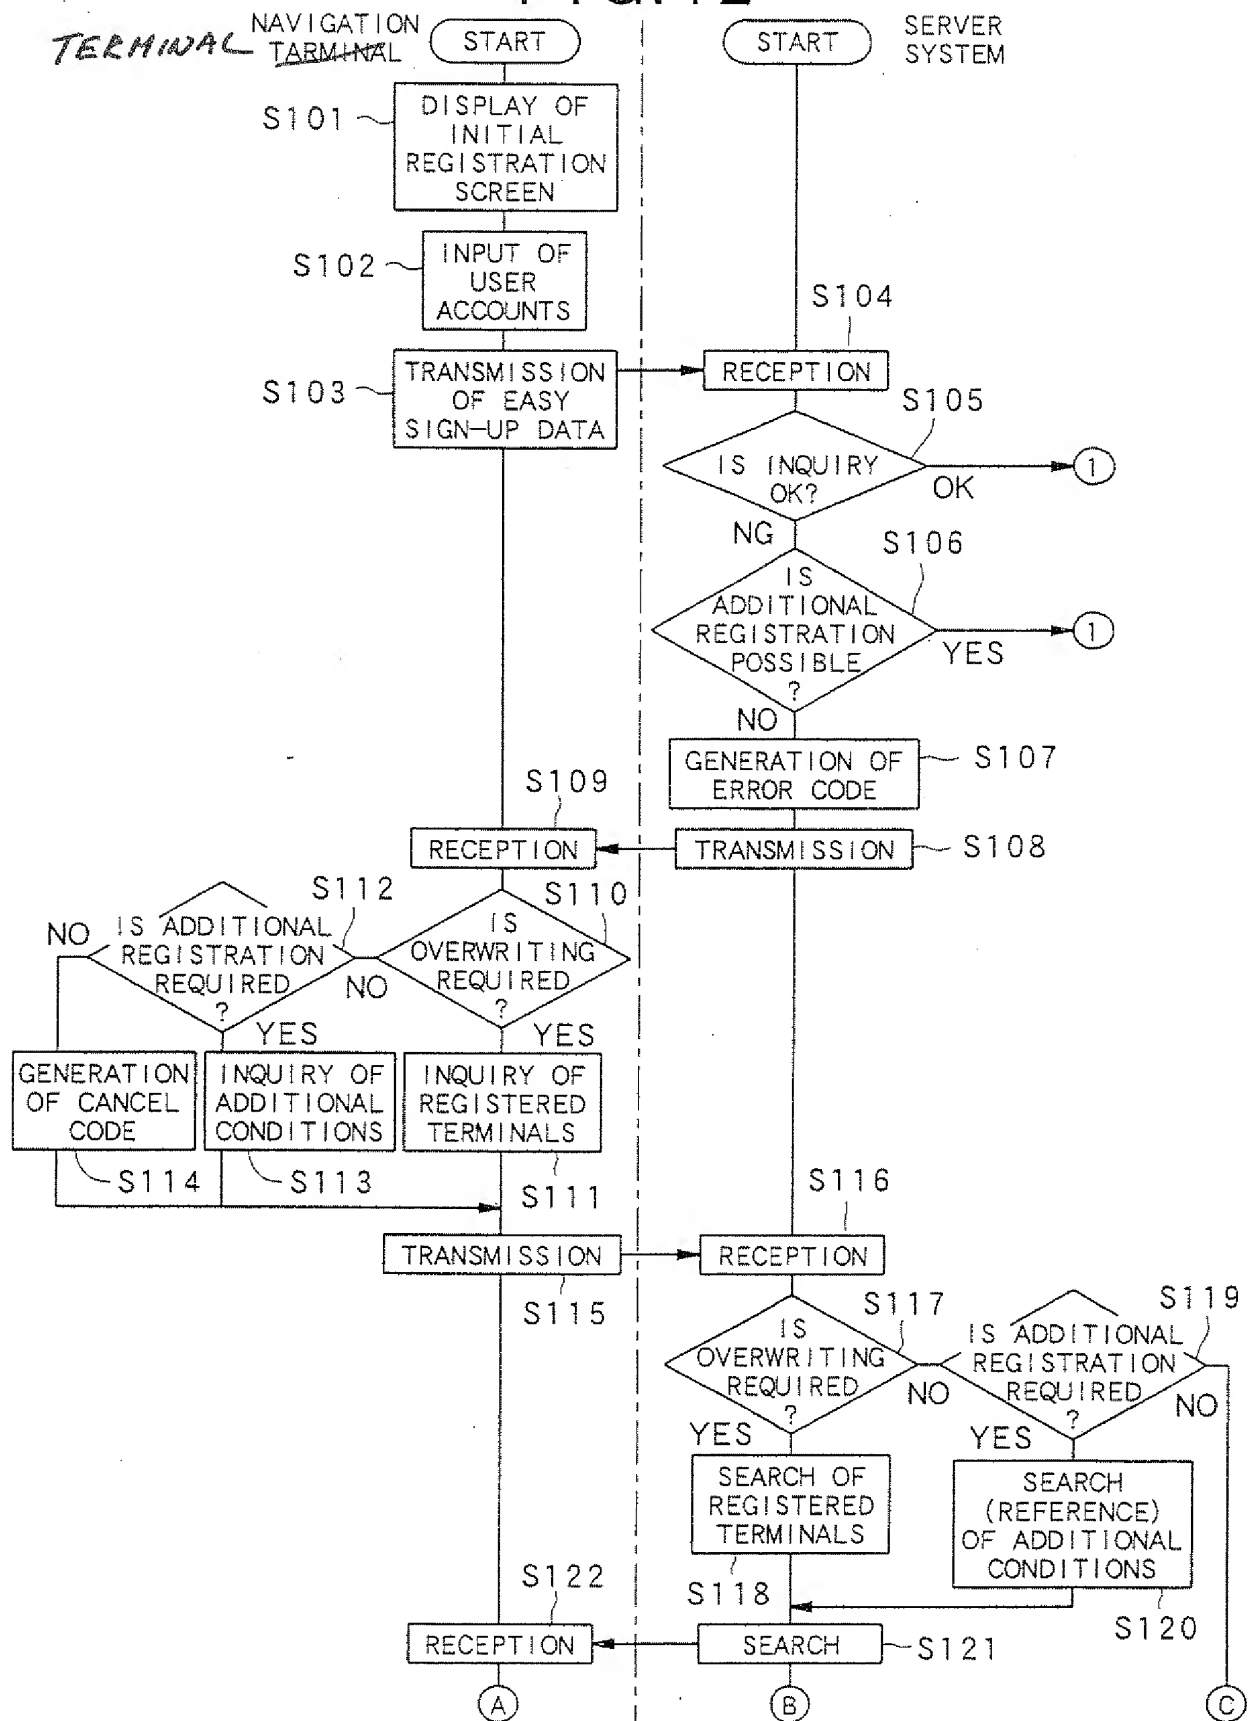 TERMINAL
NAVIGATION
TARMINAL
START
START
SERVER
SYSTEM
S101
DISPLAY OF
INITIAL
REGISTRATION
SCREEN
S102
INPUT OF
USER
ACCOUNTS
S103
TRANSMISSION
OF EASY
SIGN-UP DATA
S104
RECEPTION
S105
IS INQUIRY
OK?
OK
1
NG
S106
IS
ADDITIONAL
REGISTRATION
POSSIBLE
?
YES
1
NO
GENERATION OF
ERROR CODE
S107
S109
RECEPTION
TRANSMISSION
S108
S112
S110
NO
IS ADDITIONAL
REGISTRATION
REQUIRED
?
NO
IS
OVERWRITING
REQUIRED
?
YES
YES
GENERATION
OF CANCEL
CODE
INQUIRY OF
ADDITIONAL
CONDITIONS
INQUIRY OF
REGISTERED
TERMINALS
S114
S113
S111
S116
TRANSMISSION
RECEPTION
S115
S117
S119
IS
OVERWRITING
REQUIRED
?
NO
IS ADDITIONAL
REGISTRATION
REQUIRED
?
NO
YES
YES
SEARCH OF
REGISTERED
TERMINALS
SEARCH
(REFERENCE)
OF ADDITIONAL
CONDITIONS
S122
S118
S120
RECEPTION
SEARCH
S121
A
B
C